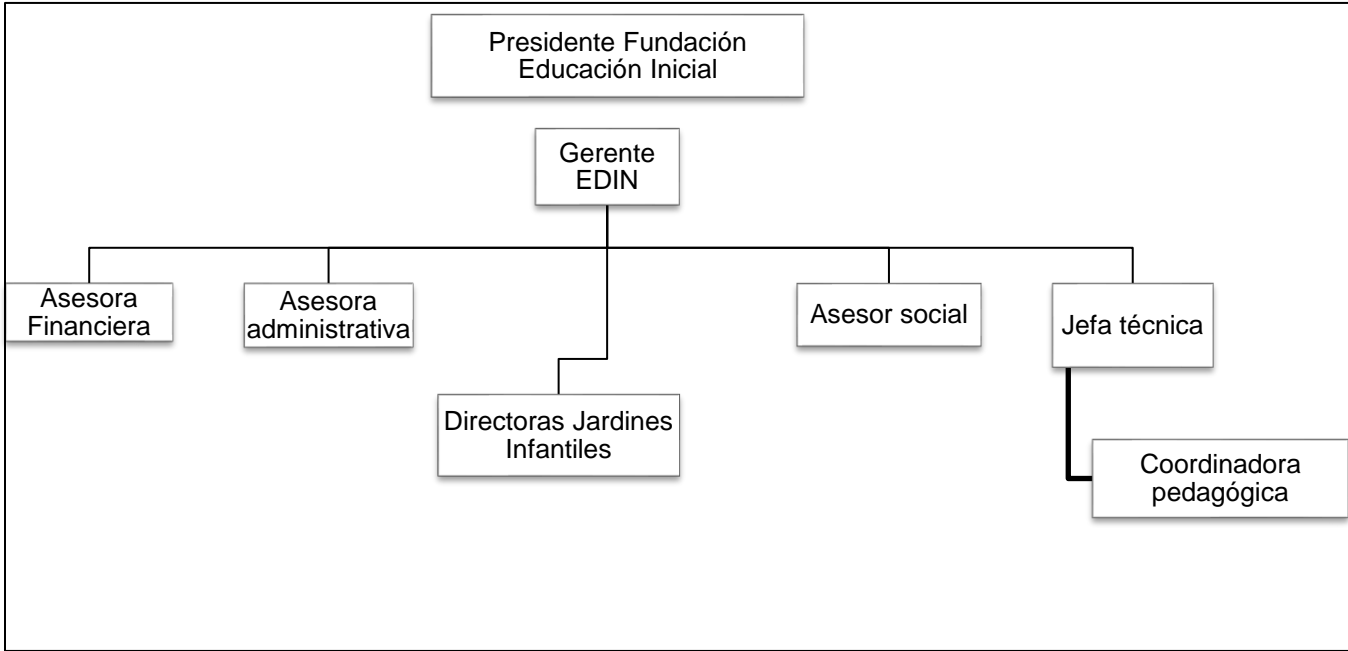 Presidente Fundación
Educación Inicial
Gerente
EDIN
Asesora
Financiera
Asesora
administrativa
Asesor social
Jefa técnica
Directoras Jardines
Infantiles
Coordinadora
pedagógica